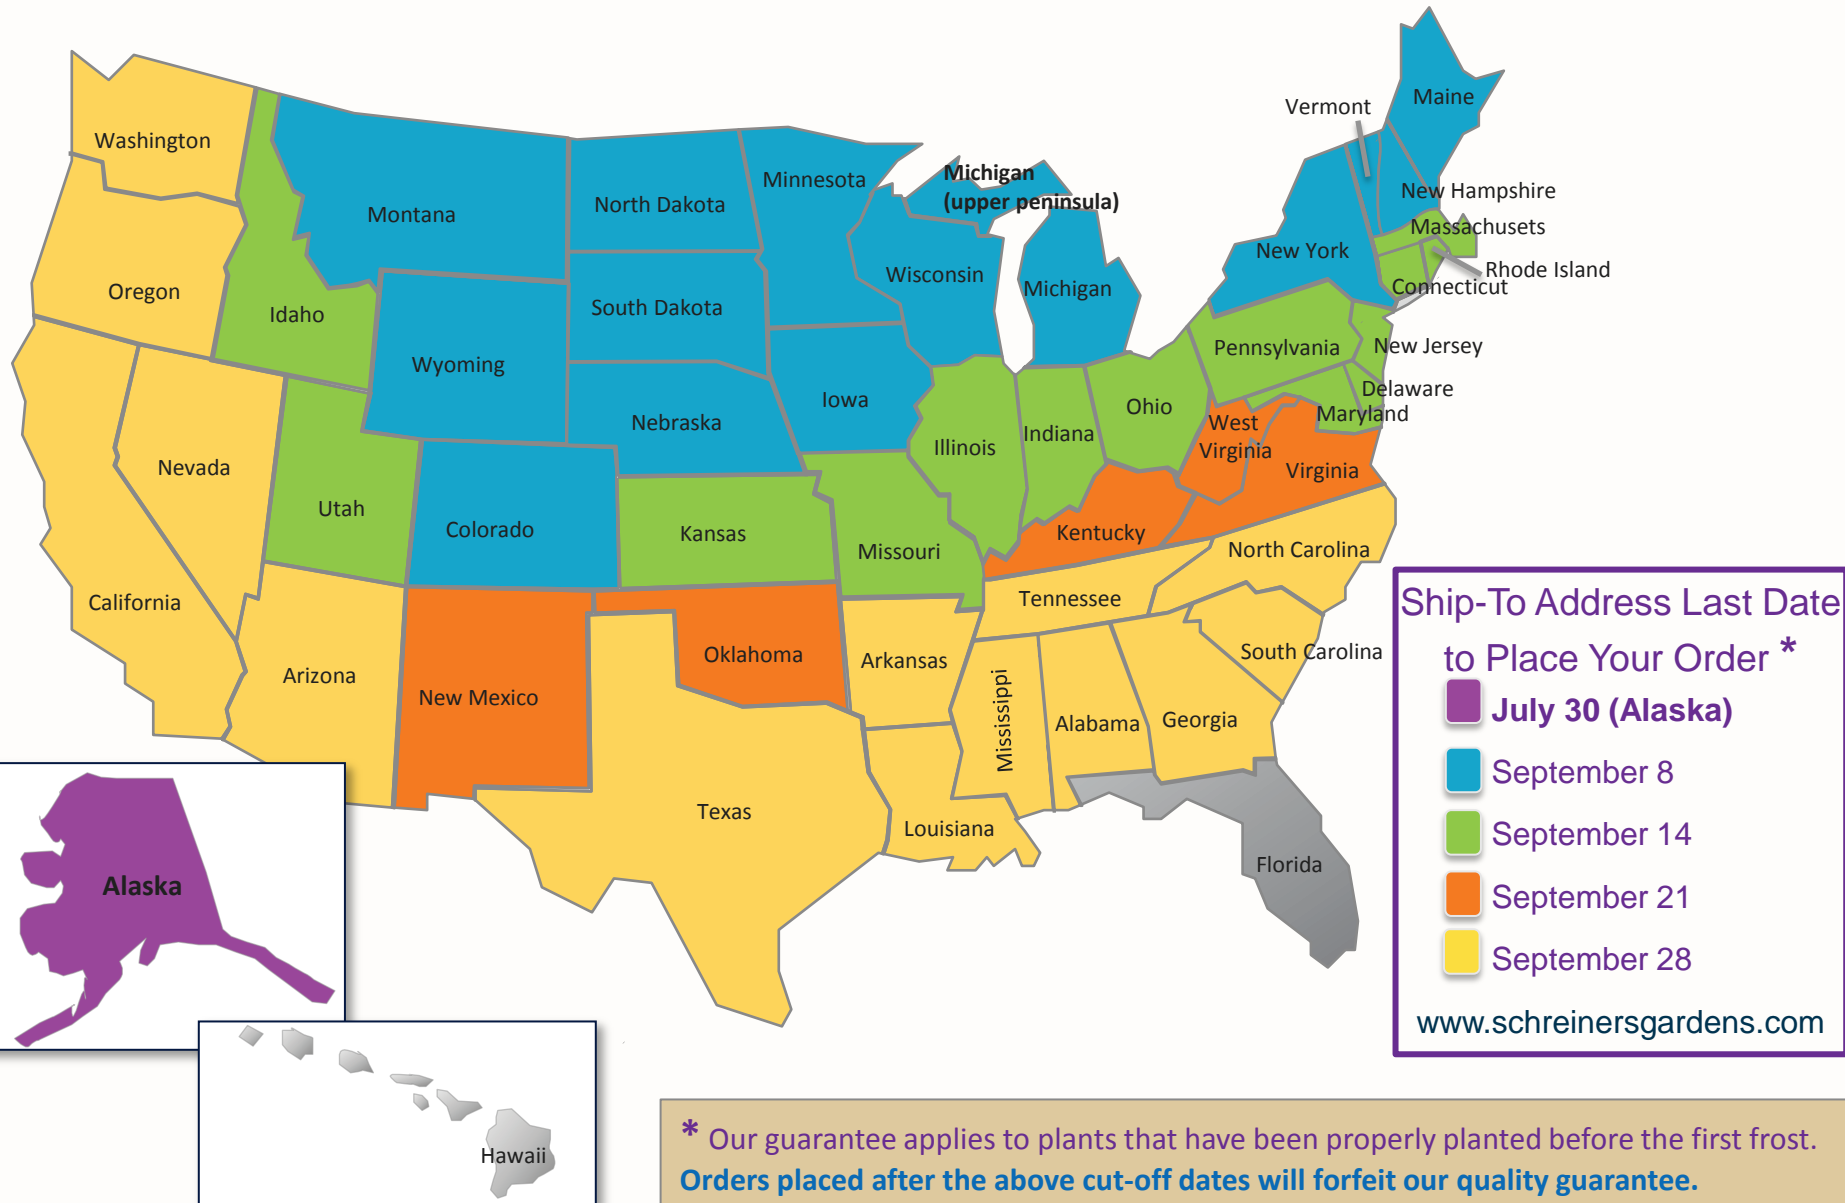 Washington
Oregon
California
Nevada
Idaho
Montana
Wyoming
Utah
Colorado
Arizona
New Mexico
North Dakota
South Dakota
Nebraska
Kansas
Oklahoma
Texas
Minnesota
Iowa
Missouri
Arkansas
Louisiana
Wisconsin
Michigan
(upper peninsula)
Michigan
Illinois
Indiana
Ohio
Kentucky
Tennessee
Mississippi
Alabama
Georgia
Florida
South Carolina
North Carolina
Virginia
West
Virginia
Maryland
Delaware
New Jersey
Pennsylvania
New York
Connecticut
Rhode Island
Massachusets
New Hampshire
Vermont
Maine
Alaska
Hawaii
Ship-To Address Last Date
to Place Your Order *
July 30 (Alaska)
September 8
September 14
September 21
September 28
www.schreinersgardens.com
* Our guarantee applies to plants that have been properly planted before the first frost.
Orders placed after the above cut-off dates will forfeit our quality guarantee.